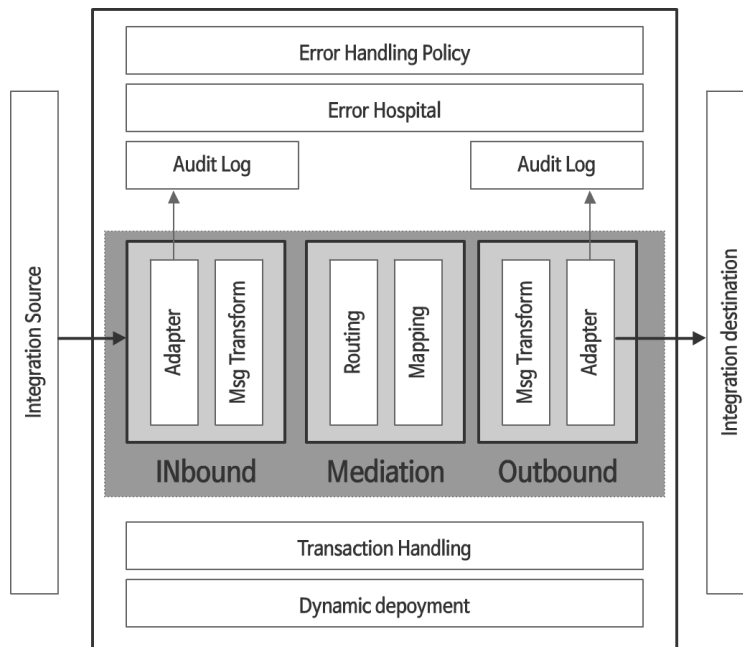 Error Handling Policy
Error Hospital
Audit Log
Audit Log
Integration Source
Adapter
Msg Transform
Routing
Mapping
Msg Transform
Adapter
Integration destination
INbound
Mediation
Outbound
Transaction Handling
Dynamic depoyment